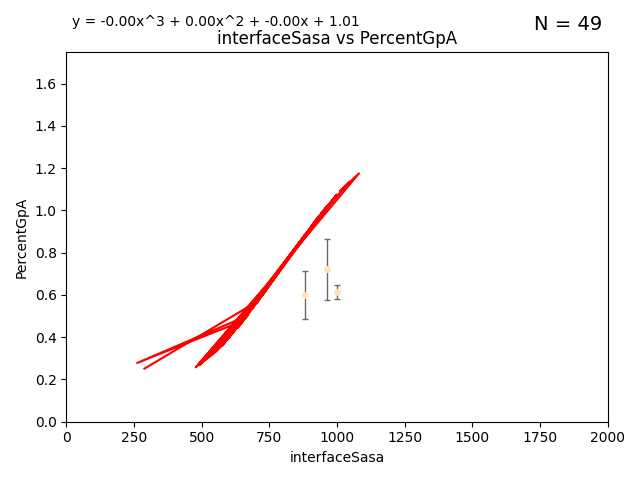 y = -0.00x^3 + 0.00x^2 + -0.00x + 1.01
N = 49
interfaceSasa vs PercentGpA
PercentGpA
1.6
1.4
1.2
1.0
0.8
0.6
0.4
0.2
0.0
0 250 500 750 1000 1250 1500 1750 2000
interfaceSasa